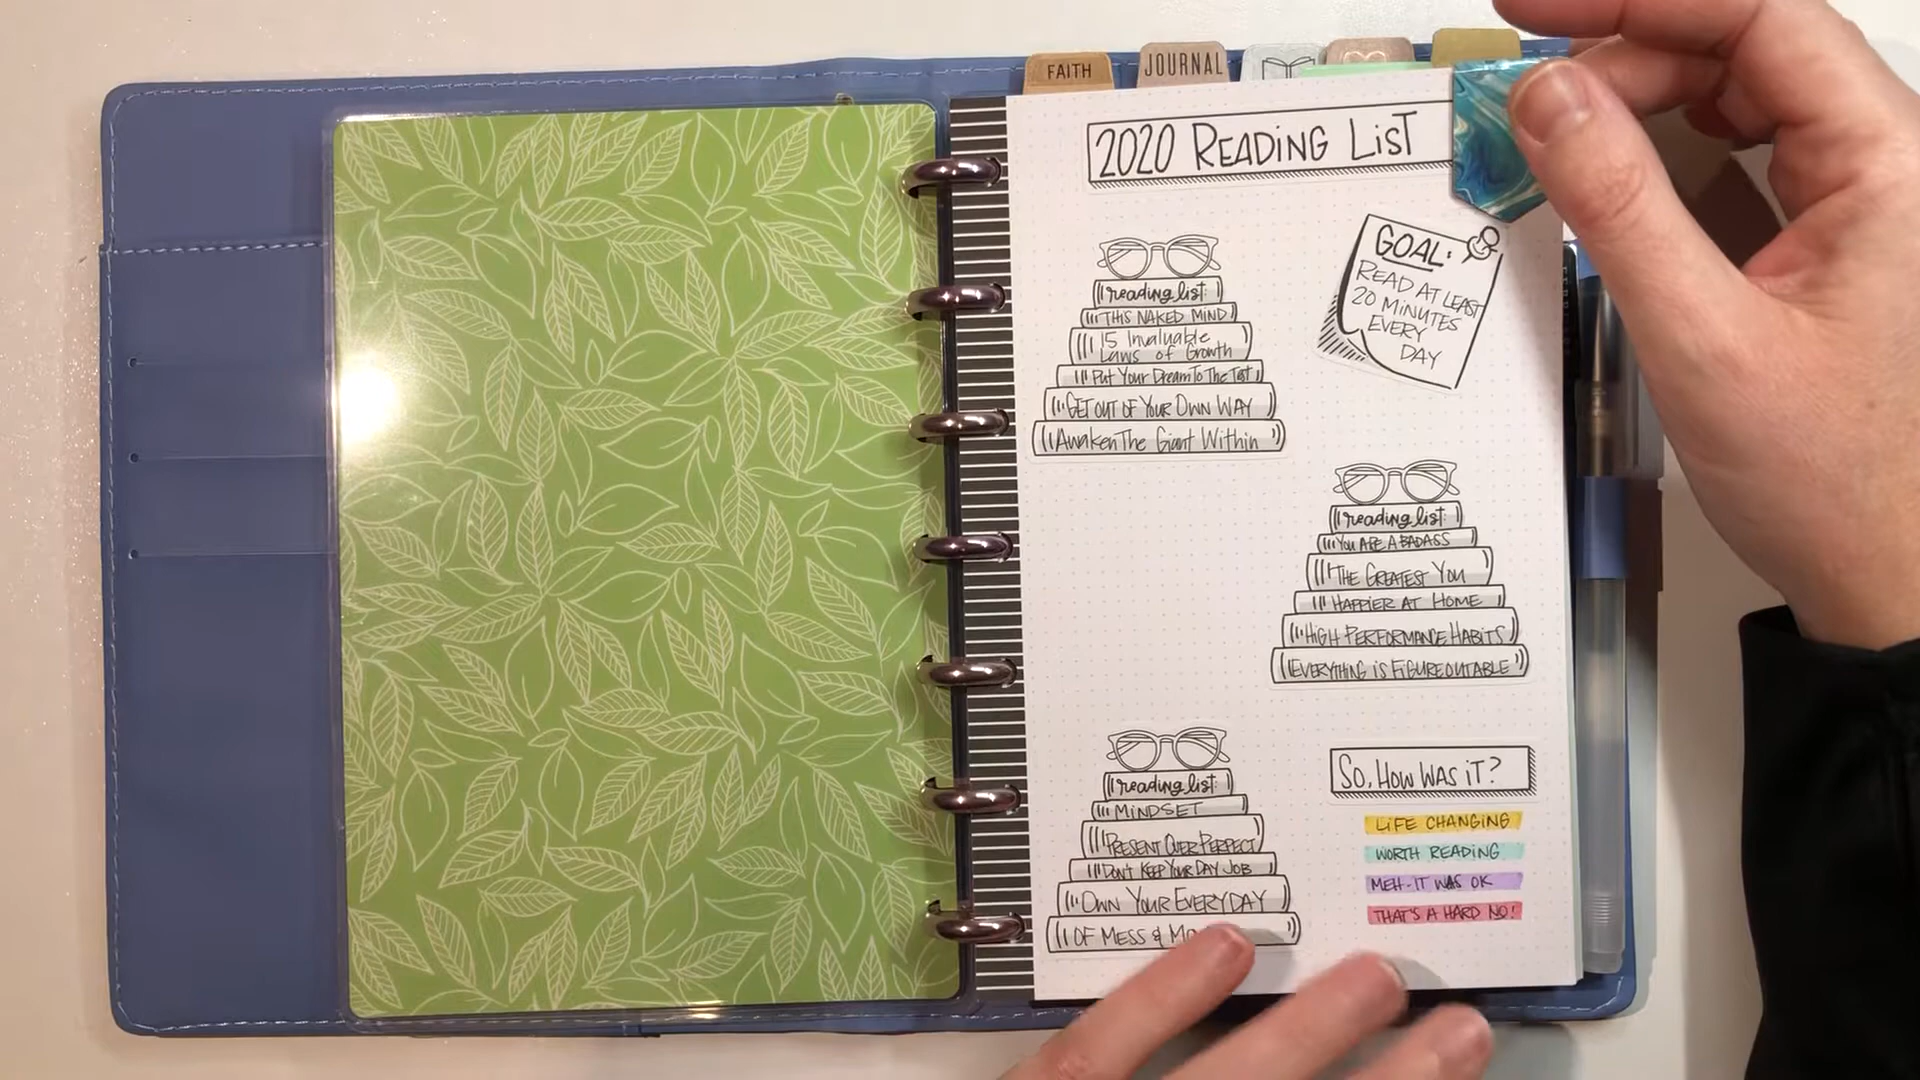 FAITH
JOURNAL
2020 READING LIST
GOAL:
READ AT LEAST
20 MINUTES
EVERY
DAY
reading list:
THIS NAKED MIND
15 Invaluable
Laws of Growth
Put Your Dream To The Test
GET OUT OF YOUR OWN WAY
Awaken The Giant Within
reading list:
YOU ARE A BADASS
THE GREATEST YOU
HAPPIER AT HOME
HIGH PERFORMANCE HABITS
EVERYTHING IS FIGUREOUTABLE
reading list:
MINDSET
PRESENT OVER PERFECT
DON'T KEEP YOUR DAY JOB
OWN YOUR EVERYDAY
OF MESS & MO
SO, HOW WAS IT?
LIFE CHANGING
WORTH READING
MEH-IT WAS OK
THAT'S A HARD NO!